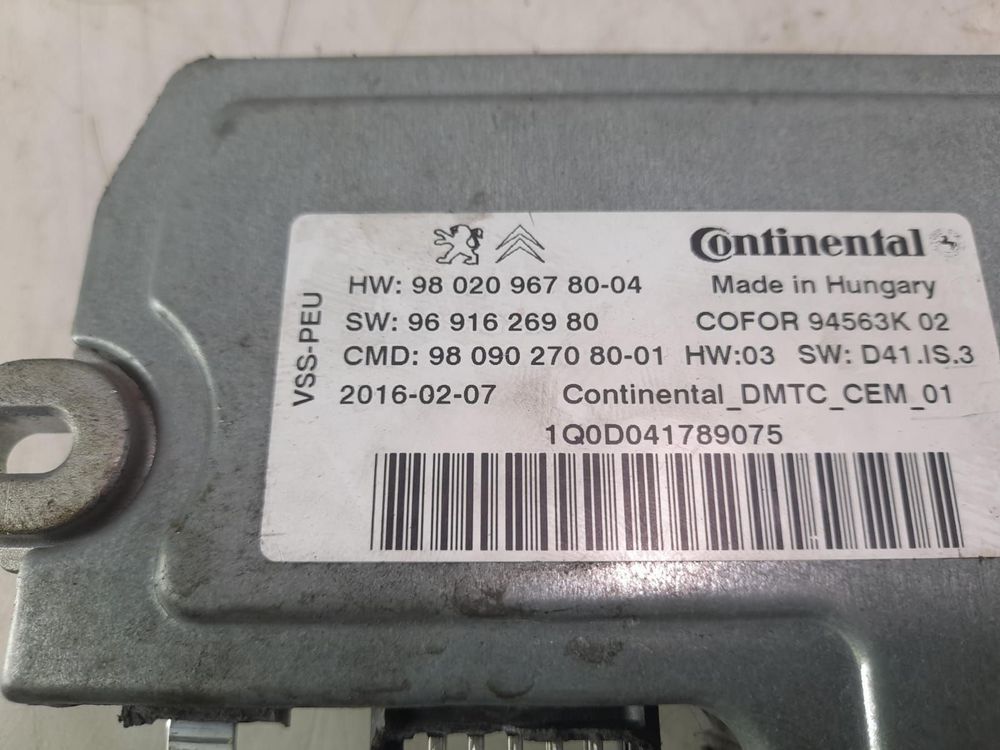 Continental
HW: 98 020 967 80-04
Made in Hungary
SW: 96 916 269 80
COFOR 94563K 02
CMD: 98 090 270 80-01 HW:03 SW: D41.IS.3
2016-02-07 Continental_DMTC_CEM_01
1Q0D041789075
VSS-PEU